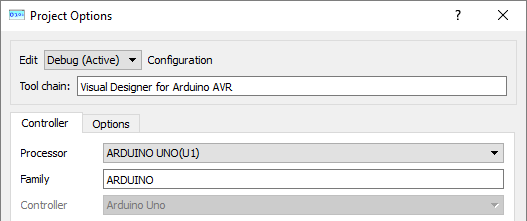 Project Options
Edit Debug (Active) Configuration
Tool chain: Visual Designer for Arduino AVR
Controller Options
Processor ARDUINO UNO(U1)
Family ARDUINO
Controller Arduino Uno